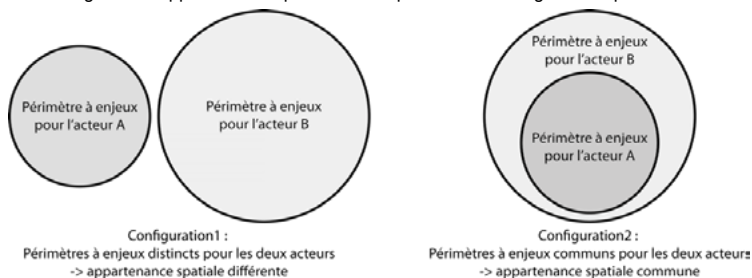 Périmètre à enjeux
pour l'acteur A
Périmètre à enjeux
pour l'acteur B
Configuration1 :
Périmètres à enjeux distincts pour les deux acteurs
-> appartenance spatiale différente
Périmètre à enjeux
pour l'acteur B
Périmètre à enjeux
pour l'acteur A
Configuration2 :
Périmètres à enjeux communs pour les deux acteurs
-> appartenance spatiale commune